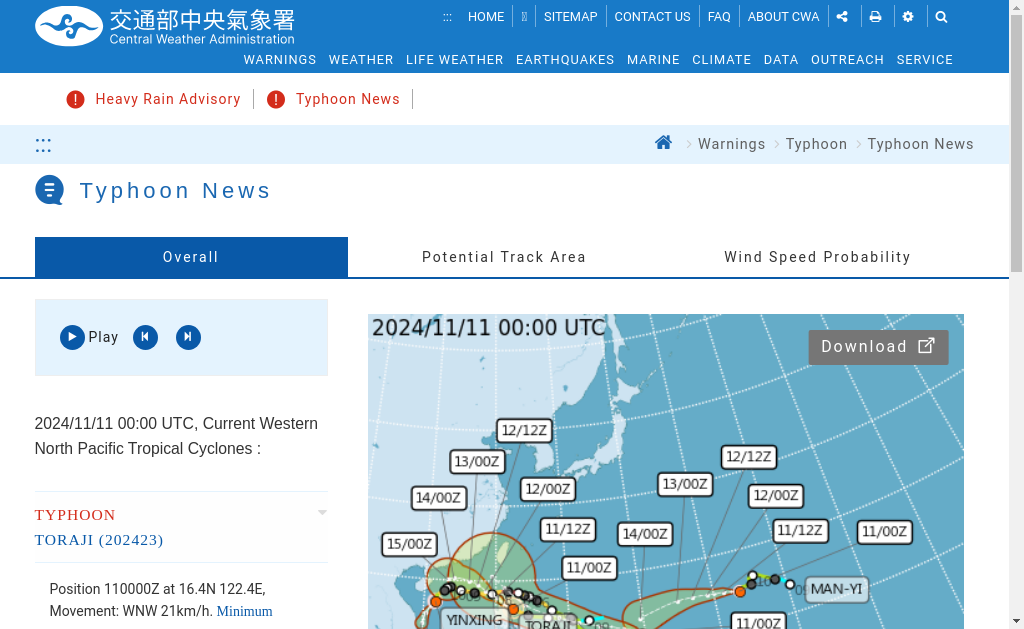 交通部中央氣象署
Central Weather Administration
::: HOME SITEMAP CONTACT US FAQ ABOUT CWA
WARNINGS WEATHER LIFE WEATHER EARTHQUAKES MARINE CLIMATE DATA OUTREACH SERVICE
Heavy Rain Advisory Typhoon News
:::
Warnings Typhoon Typhoon News
Typhoon News
Overall Potential Track Area Wind Speed Probability
Play
2024/11/11 00:00 UTC, Current Western
North Pacific Tropical Cyclones :
TYPHOON
TORAJI (202423)
Position 110000Z at 16.4N 122.4E,
Movement: WNW 21km/h. Minimum
2024/11/11 00:00 UTC
Download
12/12Z
13/00Z
12/12Z
14/00Z
12/00Z
13/00Z
12/00Z
15/00Z
11/12Z
14/00Z
11/12Z
11/00Z
11/00Z
MAN-YI
YINXING
TORAJI
11/00Z